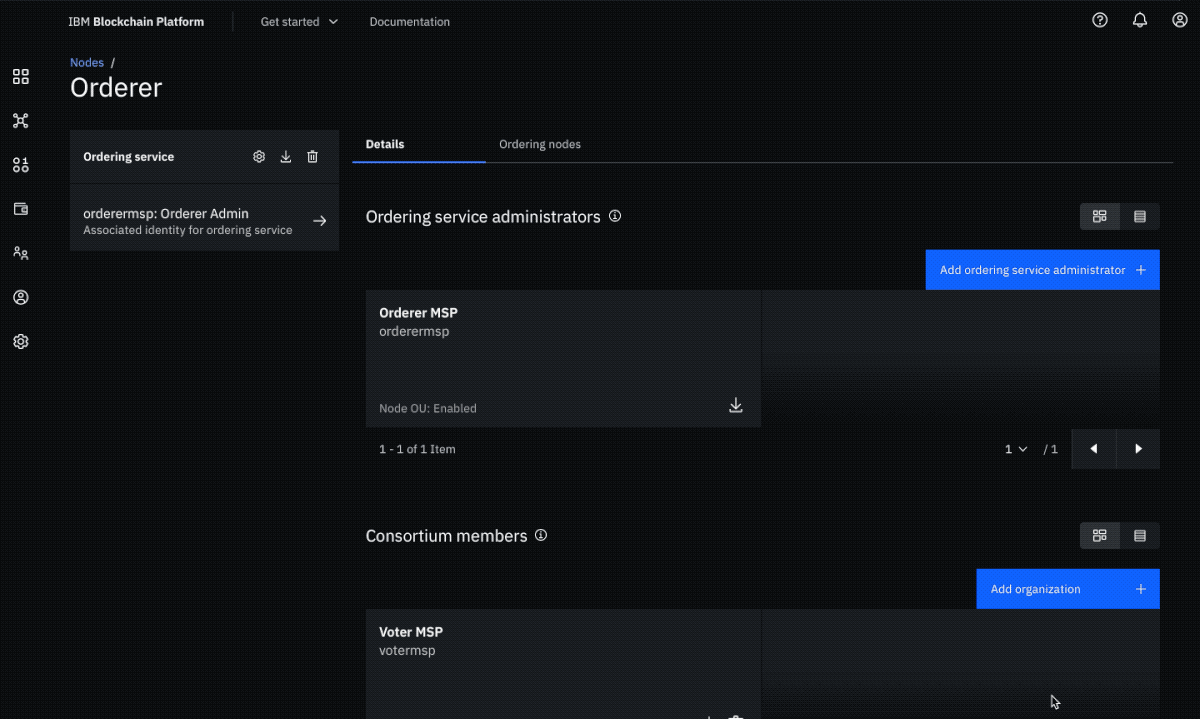 IBM Blockchain Platform
Get started
Documentation
Nodes /
Orderer
Ordering service
orderermsp: Orderer Admin
Associated identity for ordering service
Details
Ordering nodes
Ordering service administrators
Add ordering service administrator +
Orderer MSP
orderermsp
Node OU: Enabled
1 - 1 of 1 Item
1 / 1
Consortium members
Add organization +
Voter MSP
votermsp